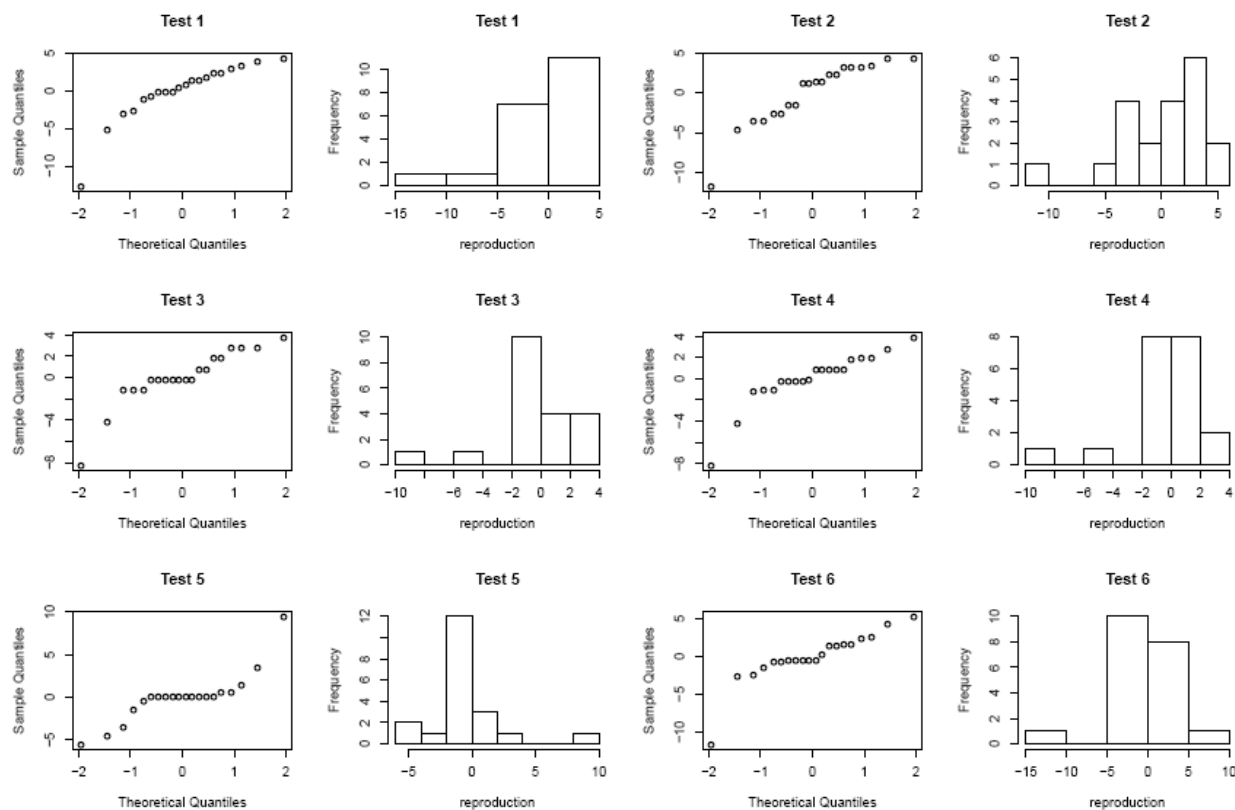 Test 1
Sample Quantiles
5
0
−5
−10
−2 −1 0 1 2
Theoretical Quantiles
Test 1
Frequency
10
8
6
4
2
0
−15 −10 −5 0 5
reproduction
Test 2
Sample Quantiles
5
0
−5
−10
−2 −1 0 1 2
Theoretical Quantiles
Test 2
Frequency
6
5
4
3
2
1
0
−10 −5 0 5
reproduction
Test 3
Sample Quantiles
4
2
0
−4
−8
−2 −1 0 1 2
Theoretical Quantiles
Test 3
Frequency
10
8
6
4
2
0
−10 −6 −4 −2 0 2 4
reproduction
Test 4
Sample Quantiles
4
2
0
−4
−8
−2 −1 0 1 2
Theoretical Quantiles
Test 4
Frequency
8
6
4
2
0
−10 −6 −4 −2 0 2 4
reproduction
Test 5
Sample Quantiles
10
5
0
−5
−2 −1 0 1 2
Theoretical Quantiles
Test 5
Frequency
12
8
6
4
2
0
−5 0 5 10
reproduction
Test 6
Sample Quantiles
5
0
−5
−10
−2 −1 0 1 2
Theoretical Quantiles
Test 6
Frequency
10
8
6
4
2
0
−15 −10 −5 0 5 10
reproduction